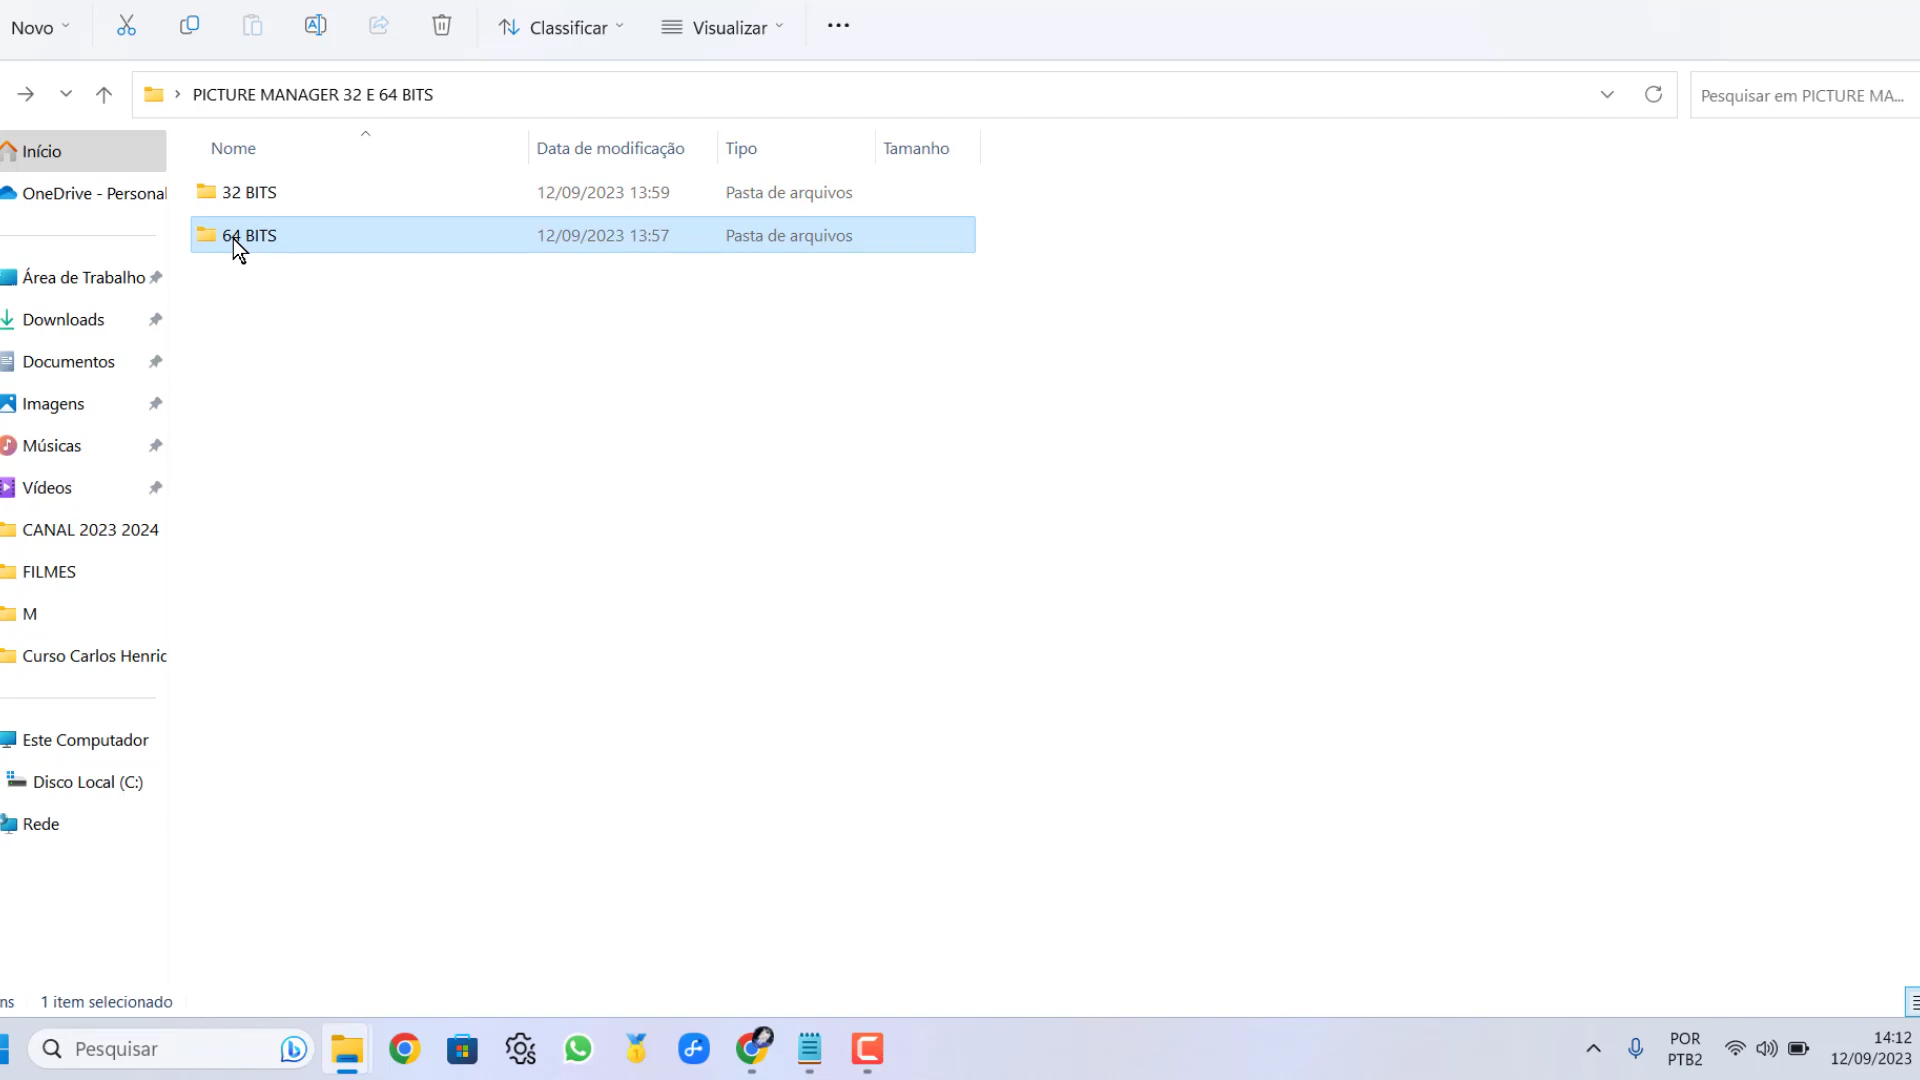 Novo
Classificar
Visualizar
PICTURE MANAGER 32 E 64 BITS
Pesquisar em PICTURE MA...
Início
OneDrive - Personal
Área de Trabalho
Downloads
Documentos
Imagens
Músicas
Vídeos
CANAL 2023 2024
FILMES
M
Curso Carlos Henric
Este Computador
Disco Local (C:)
Rede
Nome
Data de modificação
Tipo
Tamanho
32 BITS
12/09/2023 13:59
Pasta de arquivos
64 BITS
12/09/2023 13:57
Pasta de arquivos
ns
1 item selecionado
Pesquisar
POR
PTB2
14:12
12/09/2023